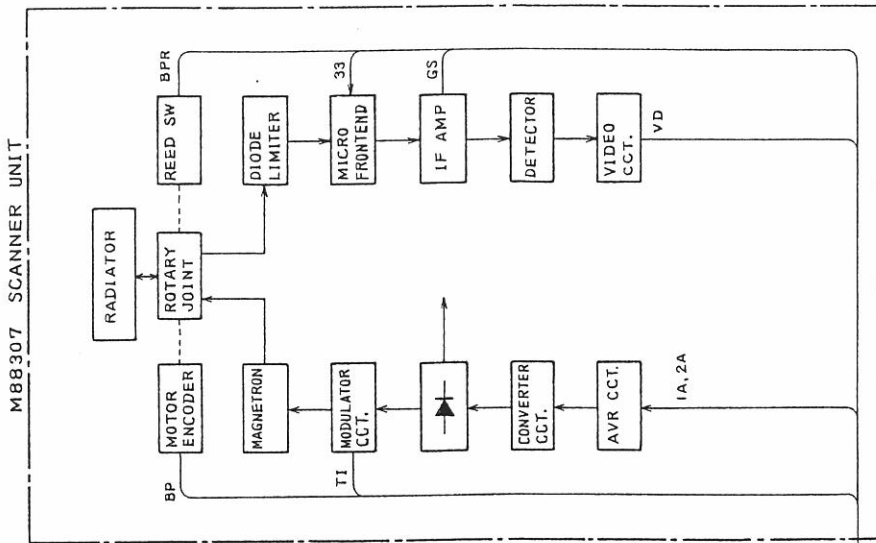 M88307 SCANNER UNIT
RADIATOR
MOTOR
ENCODER
ROTARY
JOINT
REED SW
BP
BPR
MAGNETRON
DIODE
LIMITER
MODULATOR
CCT.
TI
MICRO
FRONTEND
33
IF AMP
GS
CONVERTER
CCT.
DETECTOR
AVR CCT.
VIDEO
CCT.
1A, 2A
VD